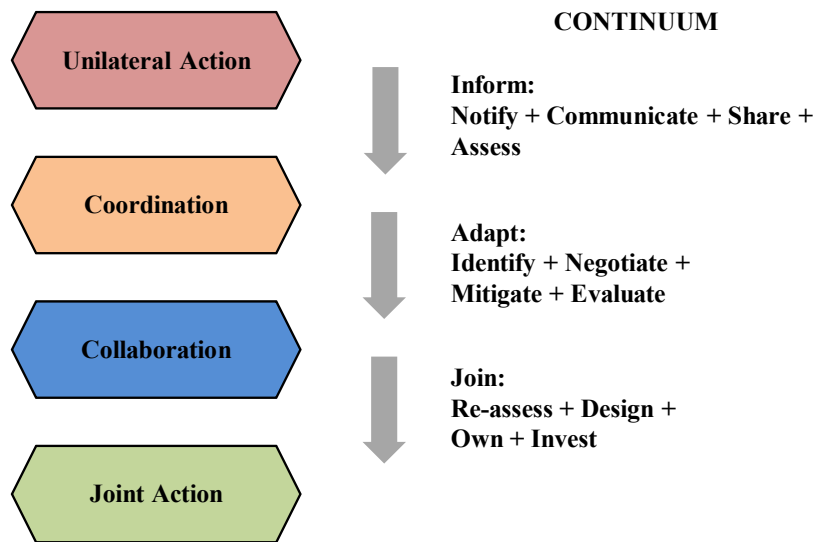 CONTINUUM
Unilateral Action
Inform:
Notify + Communicate + Share +
Assess
Coordination
Adapt:
Identify + Negotiate +
Mitigate + Evaluate
Collaboration
Join:
Re-assess + Design +
Own + Invest
Joint Action